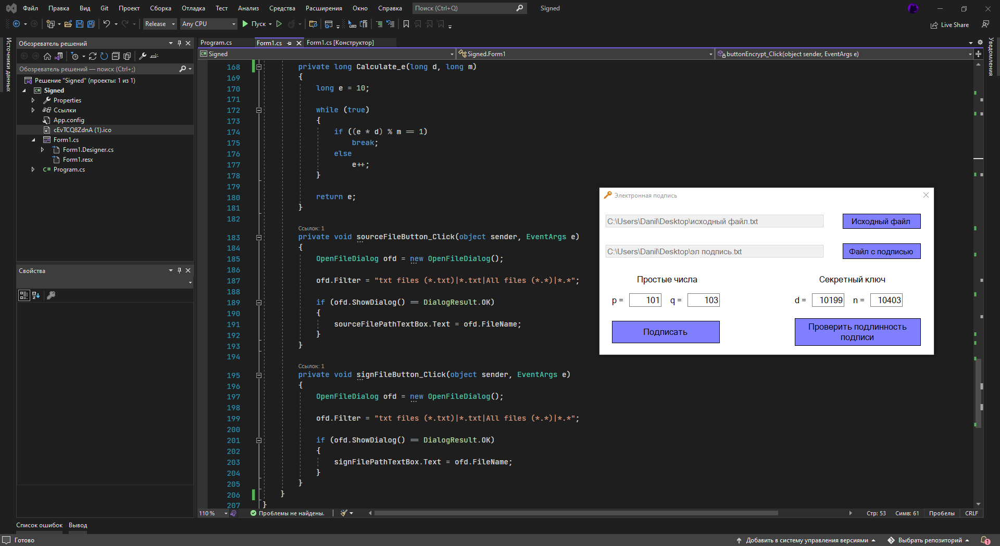 Файл Правка Вид Git Проект Сборка Отладка Тест Анализ Средства Расширения Окно Справка Поиск (Ctrl+Q) Signed
Release Any CPU Пуск Live Share
Источники данных
Обозреватель решений
Обозреватель решений — поиск (Ctrl+;)
Решение "Signed" (проекты: 1 из 1)
Signed
Properties
Ссылки
App.config
cEvTCQ8ZdnA (1).ico
Form1.cs
Form1.Designer.cs
Form1.resx
C# Program.cs
Свойства
Program.cs Form1.cs Form1.cs [Конструктор]
Signed Signed.Form1 buttonEncrypt_Click(object sender, EventArgs e)
168 private long Calculate_e(long d, long m)
169 {
170 long e = 10;
171
172 while (true)
173 {
174 if ((e * d) % m == 1)
175 break;
176 else
177 e++;
178 }
179
180 return e;
181 }
182
Ссылок: 1
183 private void sourceFileButton_Click(object sender, EventArgs e)
184 {
185 OpenFileDialog ofd = new OpenFileDialog();
186
187 ofd.Filter = "txt files (*.txt)|*.txt|All files (*.*)|*.*";
188
189 if (ofd.ShowDialog() == DialogResult.OK)
190 {
191 sourceFilePathTextBox.Text = ofd.FileName;
192 }
193 }
194
Ссылок: 1
195 private void signFileButton_Click(object sender, EventArgs e)
196 {
197 OpenFileDialog ofd = new OpenFileDialog();
198
199 ofd.Filter = "txt files (*.txt)|*.txt|All files (*.*)|*.*";
200
201 if (ofd.ShowDialog() == DialogResult.OK)
202 {
203 signFilePathTextBox.Text = ofd.FileName;
204 }
205 }
206 }
207 }
Электронная подпись
C:\Users\Danil\Desktop\исходный файл.txt Исходный файл
C:\Users\Danil\Desktop\эл подпись.txt Файл с подписью
Простые числа Секретный ключ
p = 101 q = 103 d = 10199 n = 10403
Подписать
Проверить подлинность
подписи
Уведомления
110 % Проблемы не найдены. Стр: 53 Симв: 61 Пробелы CRLF
Список ошибок Вывод
Готово Добавить в систему управления версиями Выбрать репозиторий 1